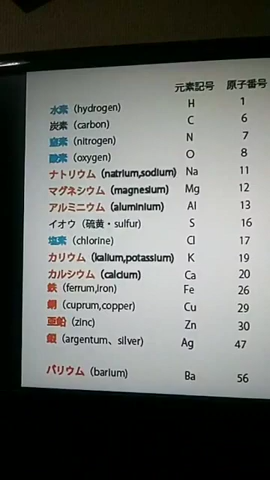 元素記号 原子番号
水素（hydrogen) H 1
炭素（carbon) C 6
窒素（nitrogen) N 7
酸素（oxygen) O 8
ナトリウム（natrium,sodium) Na 11
マグネシウム（magnesium) Mg 12
アルミニウム（aluminium) Al 13
イオウ（硫黄・sulfur) S 16
塩素（chlorine) Cl 17
カリウム（kalium,potassium) K 19
カルシウム（calcium) Ca 20
鉄（ferrum,iron) Fe 26
銅（cuprum,copper) Cu 29
亜鉛（zinc) Zn 30
銀（argentum、silver) Ag 47
バリウム（barium) Ba 56